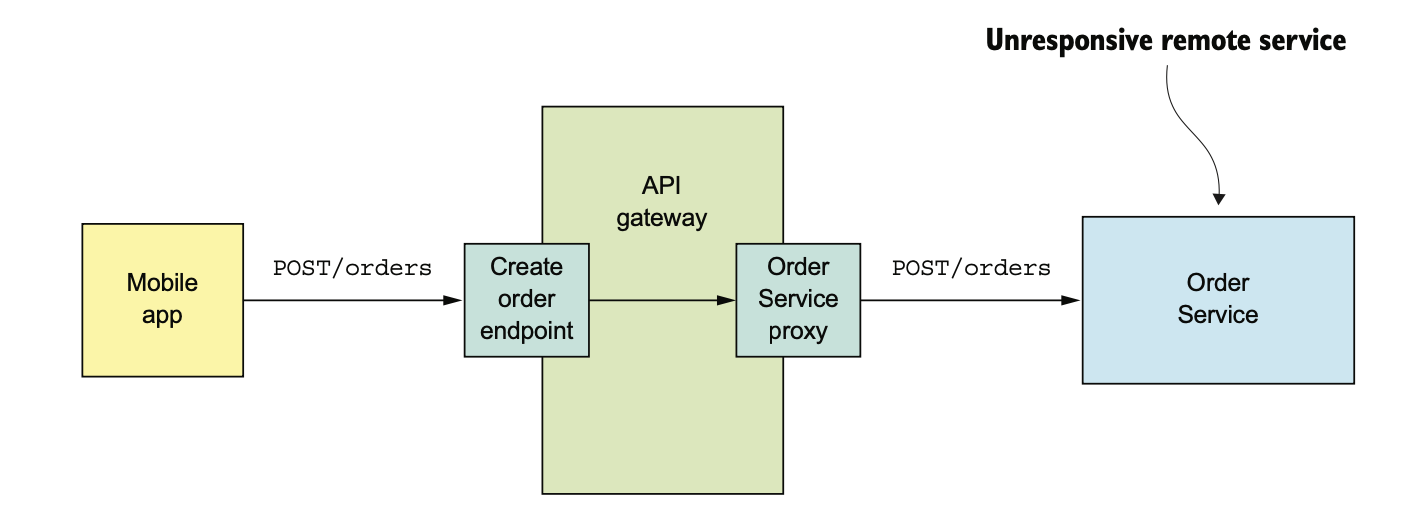 Unresponsive remote service
API
gateway
Mobile
app
POST/orders
Create
order
endpoint
Order
Service
proxy
POST/orders
Order
Service